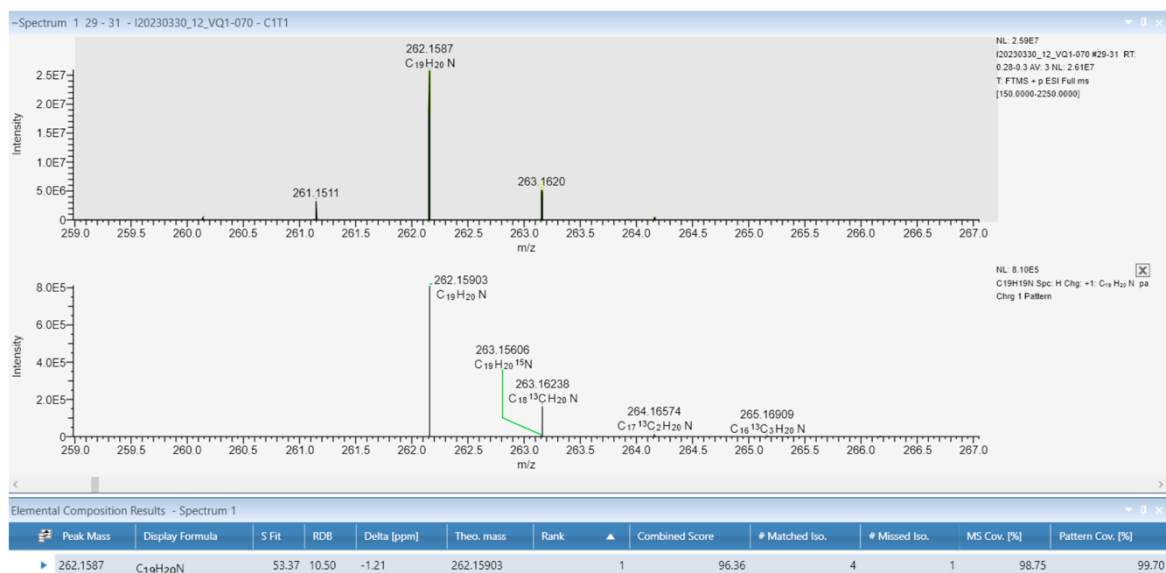 ~Spectrum 1 29 - 31 - I20230330_12_VQ1-070 - C1T1
NL: 2.59E7
I20230330_12_VQ1-070 #29-31 RT:
0.28-0.3 AV: 3 NL: 2.61E7
T: FTMS + p ESI Full ms
[150.0000-2250.0000]
262.1587
C₁₉H₂₀ N
2.5E7
2.0E7
1.5E7
1.0E7
5.0E6
0
Intensity
261.1511
263.1620
259.0 259.5 260.0 260.5 261.0 261.5 262.0 262.5 263.0 263.5 264.0 264.5 265.0 265.5 266.0 266.5 267.0
m/z
NL: 8.10E5
C19H19N Spc: H Chg: +1: C₁₉ H₂₀ N pa
Chrg 1 Pattern
X
262.15903
C₁₉H₂₀ N
8.0E5
6.0E5
4.0E5
2.0E5
0
Intensity
263.15606
C₁₉H₂₀ ¹⁵N
263.16238
C₁₈ ¹³CH₂₀ N
264.16574
C₁₇ ¹³C₂H₂₀ N
265.16909
C₁₆ ¹³C₃H₂₀ N
259.0 259.5 260.0 260.5 261.0 261.5 262.0 262.5 263.0 263.5 264.0 264.5 265.0 265.5 266.0 266.5 267.0
m/z
Elemental Composition Results - Spectrum 1
Peak Mass Display Formula S Fit RDB Delta [ppm] Theo. mass Rank Combined Score # Matched Iso. # Missed Iso. MS Cov. [%] Pattern Cov. [%]
262.1587 C₁₉H₂₀N 53.37 10.50 -1.21 262.15903 1 96.36 4 1 98.75 99.70